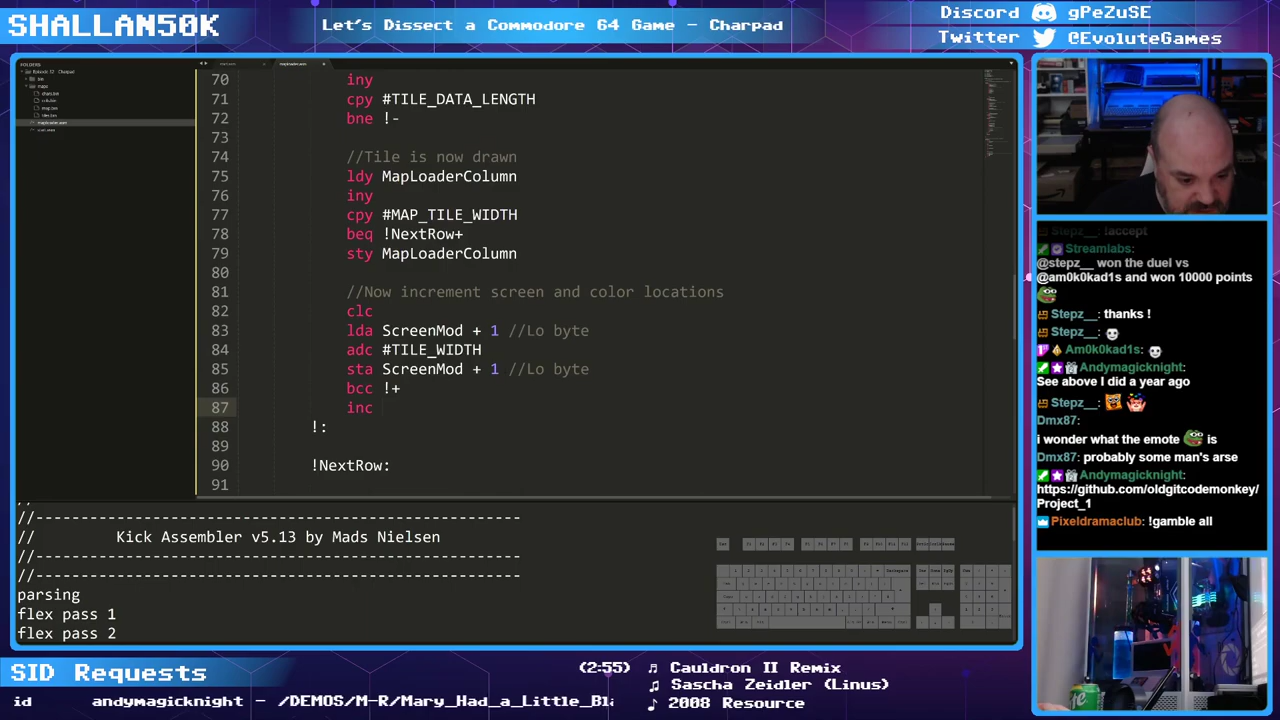 SHALLAN50K
Let's Dissect a Commodore 64 Game - Charpad
Discord gPeZuSE
Twitter @EvoluteGames
FOLDERS
70 iny
71 cpy #TILE_DATA_LENGTH
72 bne !-
73
74 //Tile is now drawn
75 ldy MapLoaderColumn
76 iny
77 cpy #MAP_TILE_WIDTH
78 beq !NextRow+
79 sty MapLoaderColumn
80
81 //Now increment screen and color locations
82 clc
83 lda ScreenMod + 1 //Lo byte
84 adc #TILE_WIDTH
85 sta ScreenMod + 1 //Lo byte
86 bcc !+
87 inc
88 !:
89
90 !NextRow:
91
//--------------------------------------------------
// Kick Assembler v5.13 by Mads Nielsen
//--------------------------------------------------
//--------------------------------------------------
parsing
flex pass 1
flex pass 2
Stepz__: !accept
Streamlabs:
@stepz__ won the duel vs
@am0k0kad1s and won 10000 points
Stepz__: thanks !
Stepz__:
Am0k0kad1s:
Andymagicknight:
See above I did a year ago
Stepz__:
Dmx87:
i wonder what the emote is
Dmx87: probably some man's arse
Andymagicknight:
https://github.com/oldgitcodemonkey/
Project_1
Pixeldramaclub: !gamble all
SID Requests
(2:55) Cauldron II Remix
Sascha Zeidler (Linus)
2008 Resource
id andymagicknight - /DEMOS/M-R/Mary_Had_a_Little_Bl